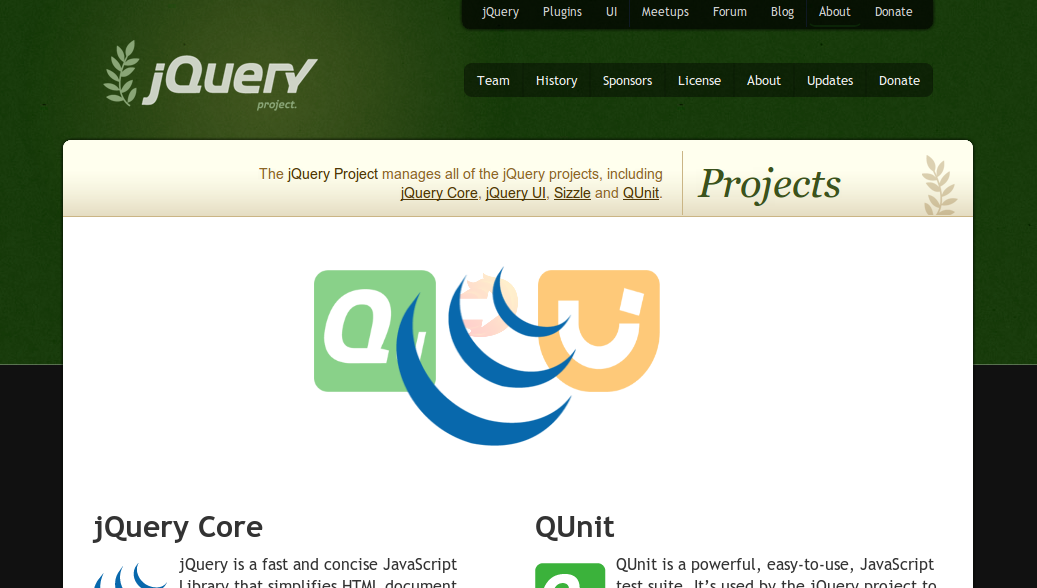 jQuery Plugins UI Meetups Forum Blog About Donate
jQuery
project.
Team History Sponsors License About Updates Donate
The jQuery Project manages all of the jQuery projects, including
jQuery Core, jQuery UI, Sizzle and QUnit.
Projects
jQuery Core
jQuery is a fast and concise JavaScript
Library that simplifies HTML document
QUnit
QUnit is a powerful, easy-to-use, JavaScript
test suite. It's used by the jQuery project to